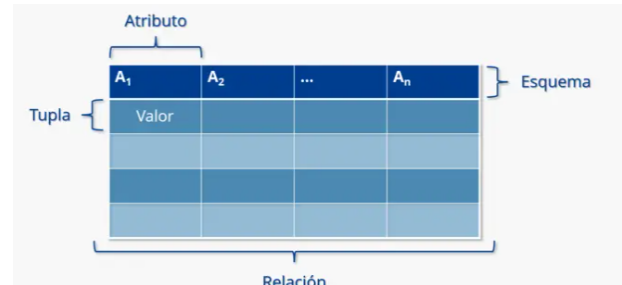 Atributo
A1 A2 ... An
Esquema
Tupla
Valor
Relación